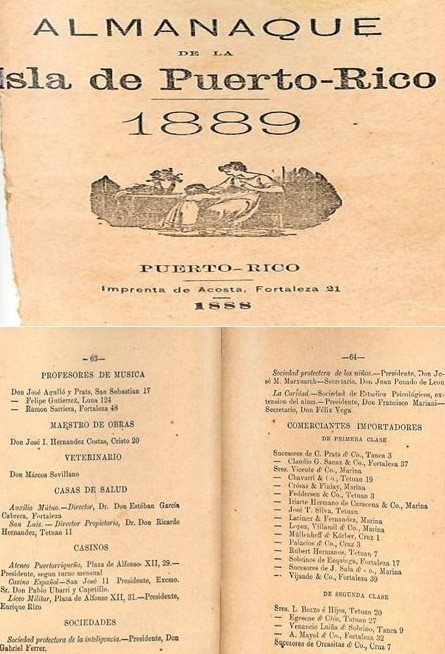 ALMANAQUE
DE LA
Isla de Puerto-Rico
1889
PUERTO-RICO
Imprenta de Acosta, Fortaleza 21
1888
— 63—
PROFESORES DE MUSICA
Don José Agulló y Prats, San Sebastian 17
— Felipe Gutierrez, Luna 124
— Ramon Sarriera, Fortaleza 48
MAESTRO DE OBRAS
Don José I. Hernandez Costas, Cristo 20
VETERINARIO
Don Márcos Sevillano
CASAS DE SALUD
Auxilio Mútuo.—Director, Dr. Don Estéban García
Cabrera, Fortaleza
San Luis. — Director Propietario, Dr. Don Ricardo
Hernandez, Tetuan 11
CASINOS
Ateneo Puertorriqueño, Plaza de Alfonso XII, 29.—
Presidente, segun turno mensual
Casino Español—San José 11 Presidente, Excmo.
Sr. Don Pablo Ubarri y Capetillo.
Liceo Militar, Plaza de Alfonso XII, 31.—Presidente,
Enrique Rizo
SOCIEDADES
Sociedad protectora de la inteligencia.—Presidente, Don
Gabriel Ferrer.
—64—
Sociedad protectora de los niños.—Presidente, Don Jo-
sé M. Marxuach—Secretario, Don Juan Ponado de Leon
La Caridad.—Sociedad de Estudios Psicológicos, ex-
tension del alma.—Presidente, Don Francisco Mariani—
Secretario, Don Félix Vega
COMERCIANTES IMPORTADORES
DE PRIMERA CLASE
Sucesores de C. Prats & Co., Tanca 3
— Claudio G. Saenz & Co., Fortaleza 37
Sres. Vicente & Co., Marina
— Chavarri & Co., Tetuan 19
— Crósas & Finlay, Marina
— Feddersen & Co., Tetuan 3
— Iriarte Hermano de Caracena & Co., Marina
— José T. Silva, Tetuan
— Latimer & Fernandez, Marina
— Lopez, Villamil & Co., Marina
— Müllenhoff & Körber, Cruz 1
— Palacios & Co., Cruz 3
— Robert Hermanos, Tetuan 7
— Sobrinos de Ezquiaga, Fortaleza 17
— Sucesores de J. Sala & Co., Marina
— Vijande & Co., Fortaleza 39
DE SEGUNDA CLASE
Sres. L. Borzo é Hijos, Tetuan 20
— Egozcue & Clós, Tetuan 27
— Venancio Luiña & Sobrino, Tanca 9
— A. Mayol & Co., Fortaleza 32
Sucesores de Orcasitas & Co., Cruz 7